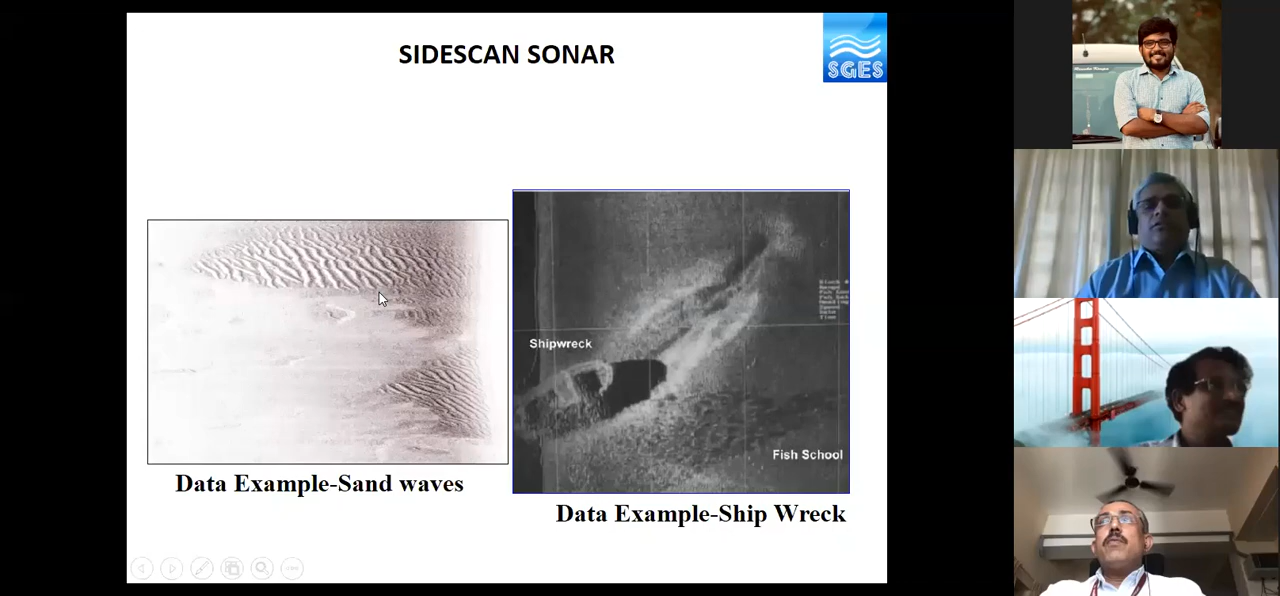 SIDESCAN SONAR
SGES
Shipwreck
Fish School
Data Example-Sand waves
Data Example-Ship Wreck